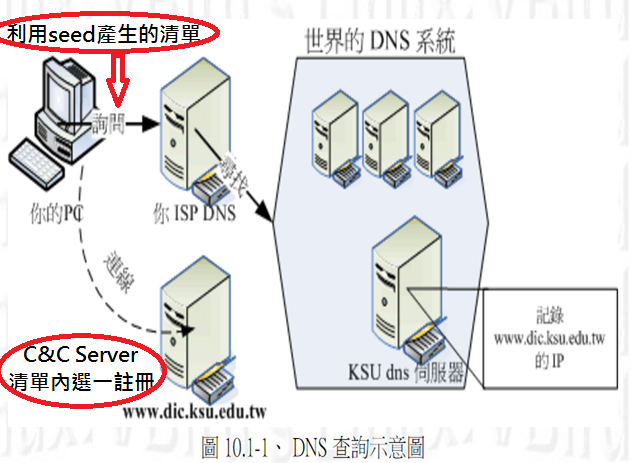 利用seed產生的清單
世界的 DNS 系統
詢問
尋找
你的PC
你 ISP DNS
連線
C&C Server
清單內選一註冊
www.dic.ksu.edu.tw
KSU dns 伺服器
記錄
www.dic.ksu.edu.tw
的 IP
圖 10.1-1、 DNS 查詢示意圖